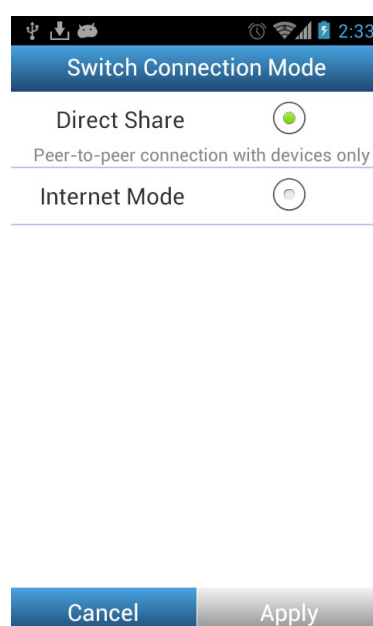 2:33
Switch Connection Mode
Direct Share
Peer-to-peer connection with devices only
Internet Mode
Cancel
Apply